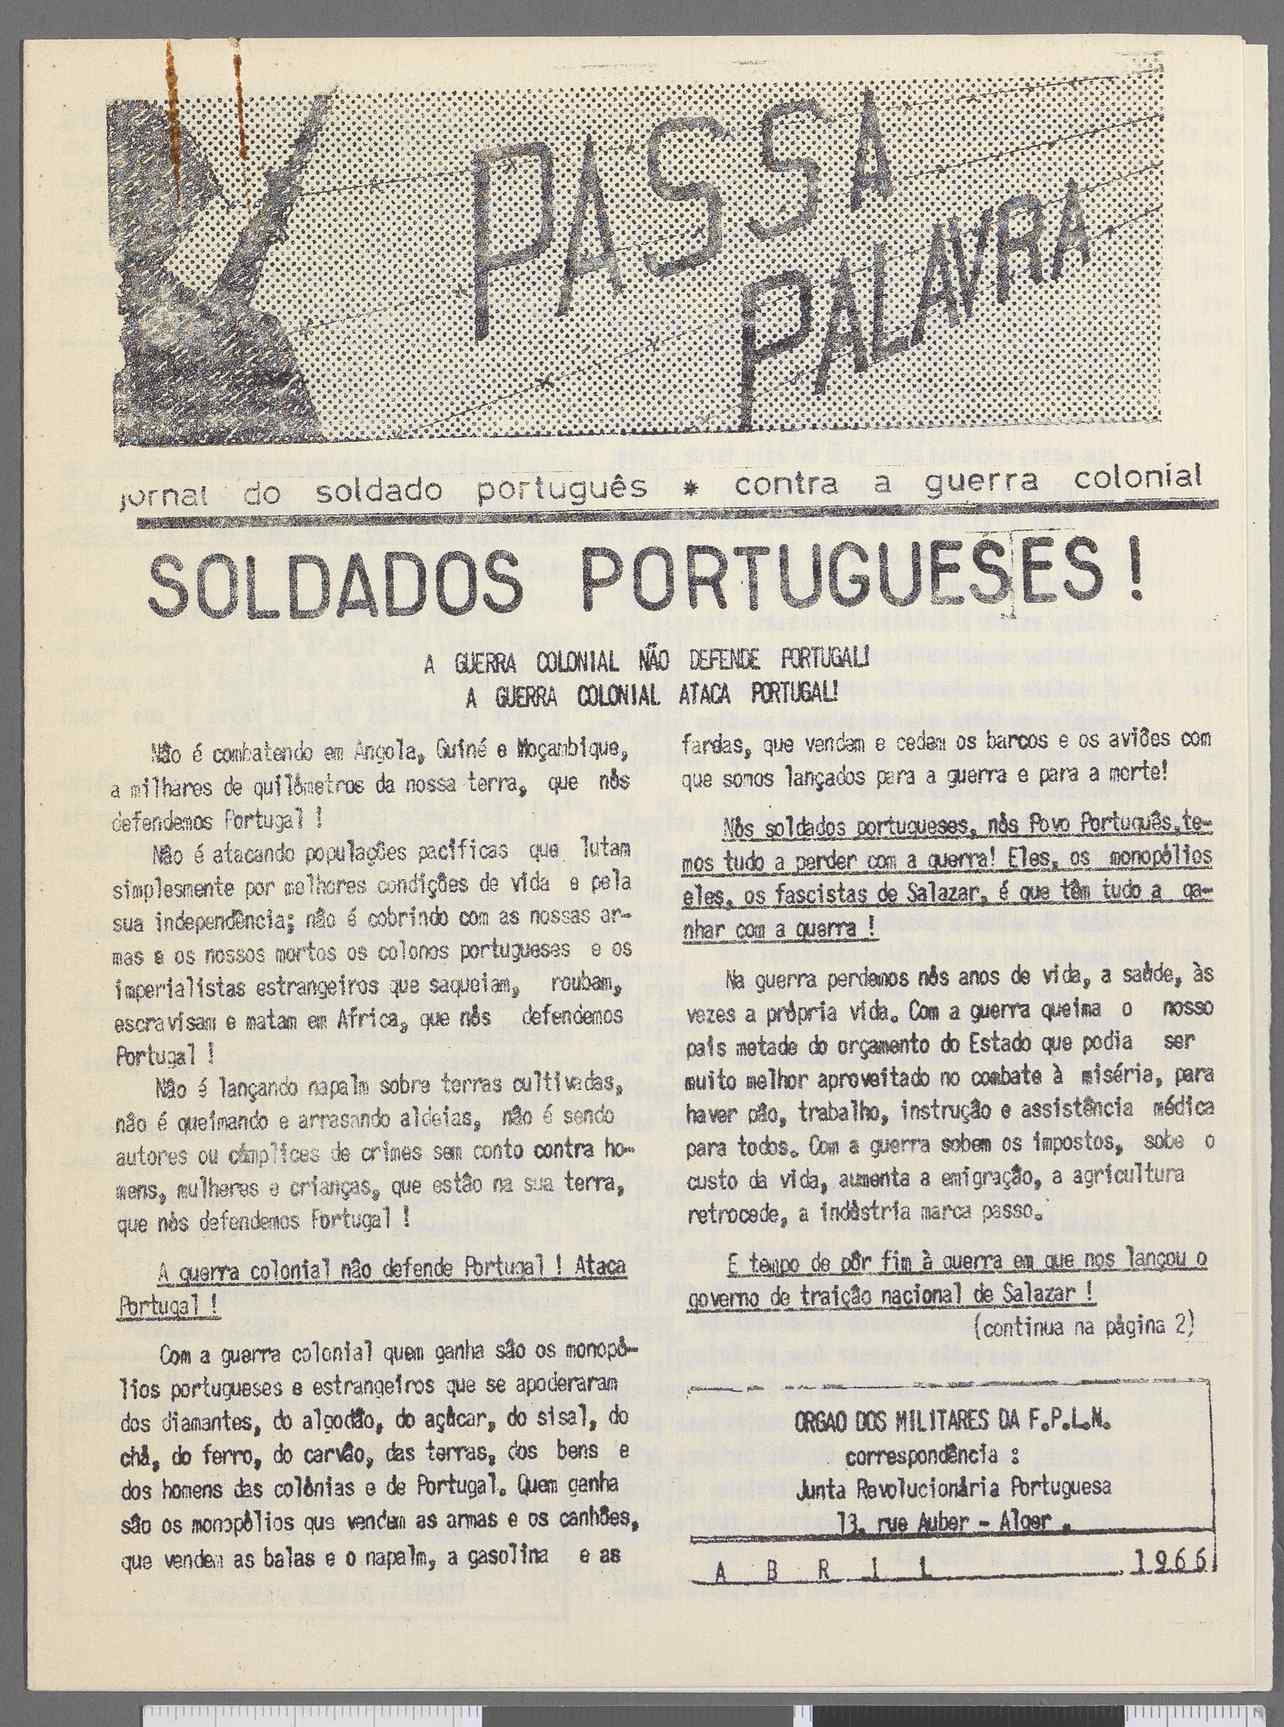 PASSA
PALAVRA
jornal do soldado português * contra a guerra colonial
SOLDADOS PORTUGUESES!
A GUERRA COLONIAL NÃO DEFENDE PORTUGAL!
A GUERRA COLONIAL ATACA PORTUGAL!
Não é combatendo em Angola, Guiné e Moçambique,
a milhares de quilômetros da nossa terra, que nós
defendemos Portugal !
Não é atacando populações pacificas que lutam
simplesmente por melhores condições de vida e pela
sua independência; não é cobrindo com as nossas ar-
mas e os nossos mortos os colonos portugueses e os
imperialistas estrangeiros que saqueiam, roubam,
escravisam e matam em Africa, que nós defendemos
Portugal !
Não é lançando napalm sobre terras cultivadas,
não é queimando e arrasando aldeias, não é sendo
autores ou cúmplices de crimes sem conto contra ho-
mens, mulheres e crianças, que estão na sua terra,
que nós defendemos Portugal !
A guerra colonial não defende Portugal ! Ataca
Portugal !
Com a guerra colonial quem ganha são os monopó-
lios portugueses e estrangeiros que se apoderaram
dos diamantes, do algodão, do açúcar, do sisal, do
chá, do ferro, do carvão, das terras, dos bens e
dos homens das colônias e de Portugal. Quem ganha
são os monopólios que vendem as armas e os canhões,
que vendem as balas e o napalm, a gasolina e as
fardas, que vendem e cedem os barcos e os aviões com
que somos lançados para a guerra e para a morte!
Nós soldados portugueses, nós Povo Português,te-
mos tudo a perder com a guerra! Eles, os monopólios
eles, os fascistas de Salazar, é que têm tudo a ga-
nhar com a guerra !
Na guerra perdemos nós anos de vida, a saúde, às
vezes a própria vida. Com a guerra queima o nosso
país metade do orçamento do Estado que podia ser
muito melhor aproveitado no combate à miséria, para
haver pão, trabalho, instrução e assistência médica
para todos. Com a guerra sobem os impostos, sobe o
custo da vida, aumenta a emigração, a agricultura
retrocede, a indústria marca passo.
E tempo de pôr fim à guerra em que nos lançou o
governo de traição nacional de Salazar !
(continua na página 2)
ORGAO DOS MILITARES DA F.P.L.N.
correspondência :
Junta Revolucionária Portuguesa
13, rue Auber - Alger .
A B R I L 1966